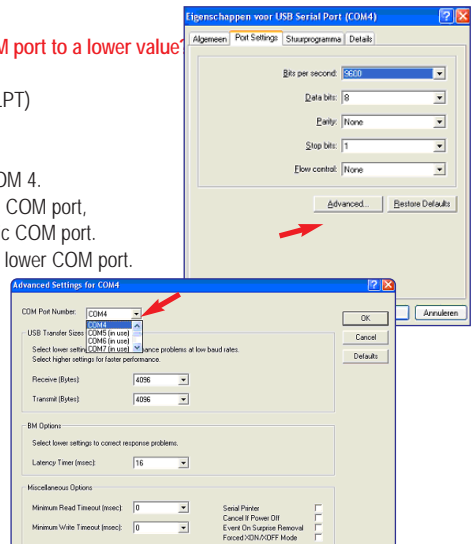 M port to a lower value?
LPT)
OM 4.
COM port,
c COM port.
lower COM port.
Eigenschappen voor USB Serial Port (COM4)
Algemeen Port Settings Stuurprogramma Details
Bits per second: 9600
Data bits: 8
Parity: None
Stop bits: 1
Flow control: None
Advanced... Restore Defaults
Annuleren
Advanced Settings for COM4
COM Port Number: COM4
COM4
COM5 (in use)
COM6 (in use)
COM7 (in use)
OK
Cancel
Defaults
USB Transfer Sizes
Select lower settin ance problems at low baud rates.
Select higher settings for faster performance.
Receive (Bytes): 4096
Transmit (Bytes): 4096
BM Options
Select lower settings to correct response problems.
Latency Timer (msec): 16
Miscellaneous Options
Minimum Read Timeout (msec): 0
Minimum Write Timeout (msec): 0
Serial Printer
Cancel If Power Off
Event On Surprise Removal
Forced XON/XOFF Mode